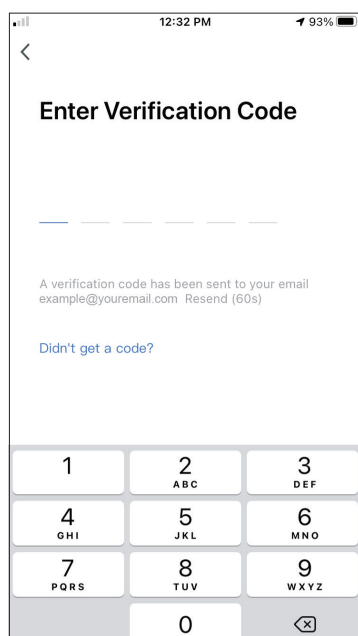 12:32 PM 93%
Enter Verification Code
A verification code has been sent to your email
example@youremail.com Resend (60s)
Didn't get a code?
1 2 3
ABC DEF
4 5 6
GHI JKL MNO
7 8 9
PQRS TUV WXYZ
0